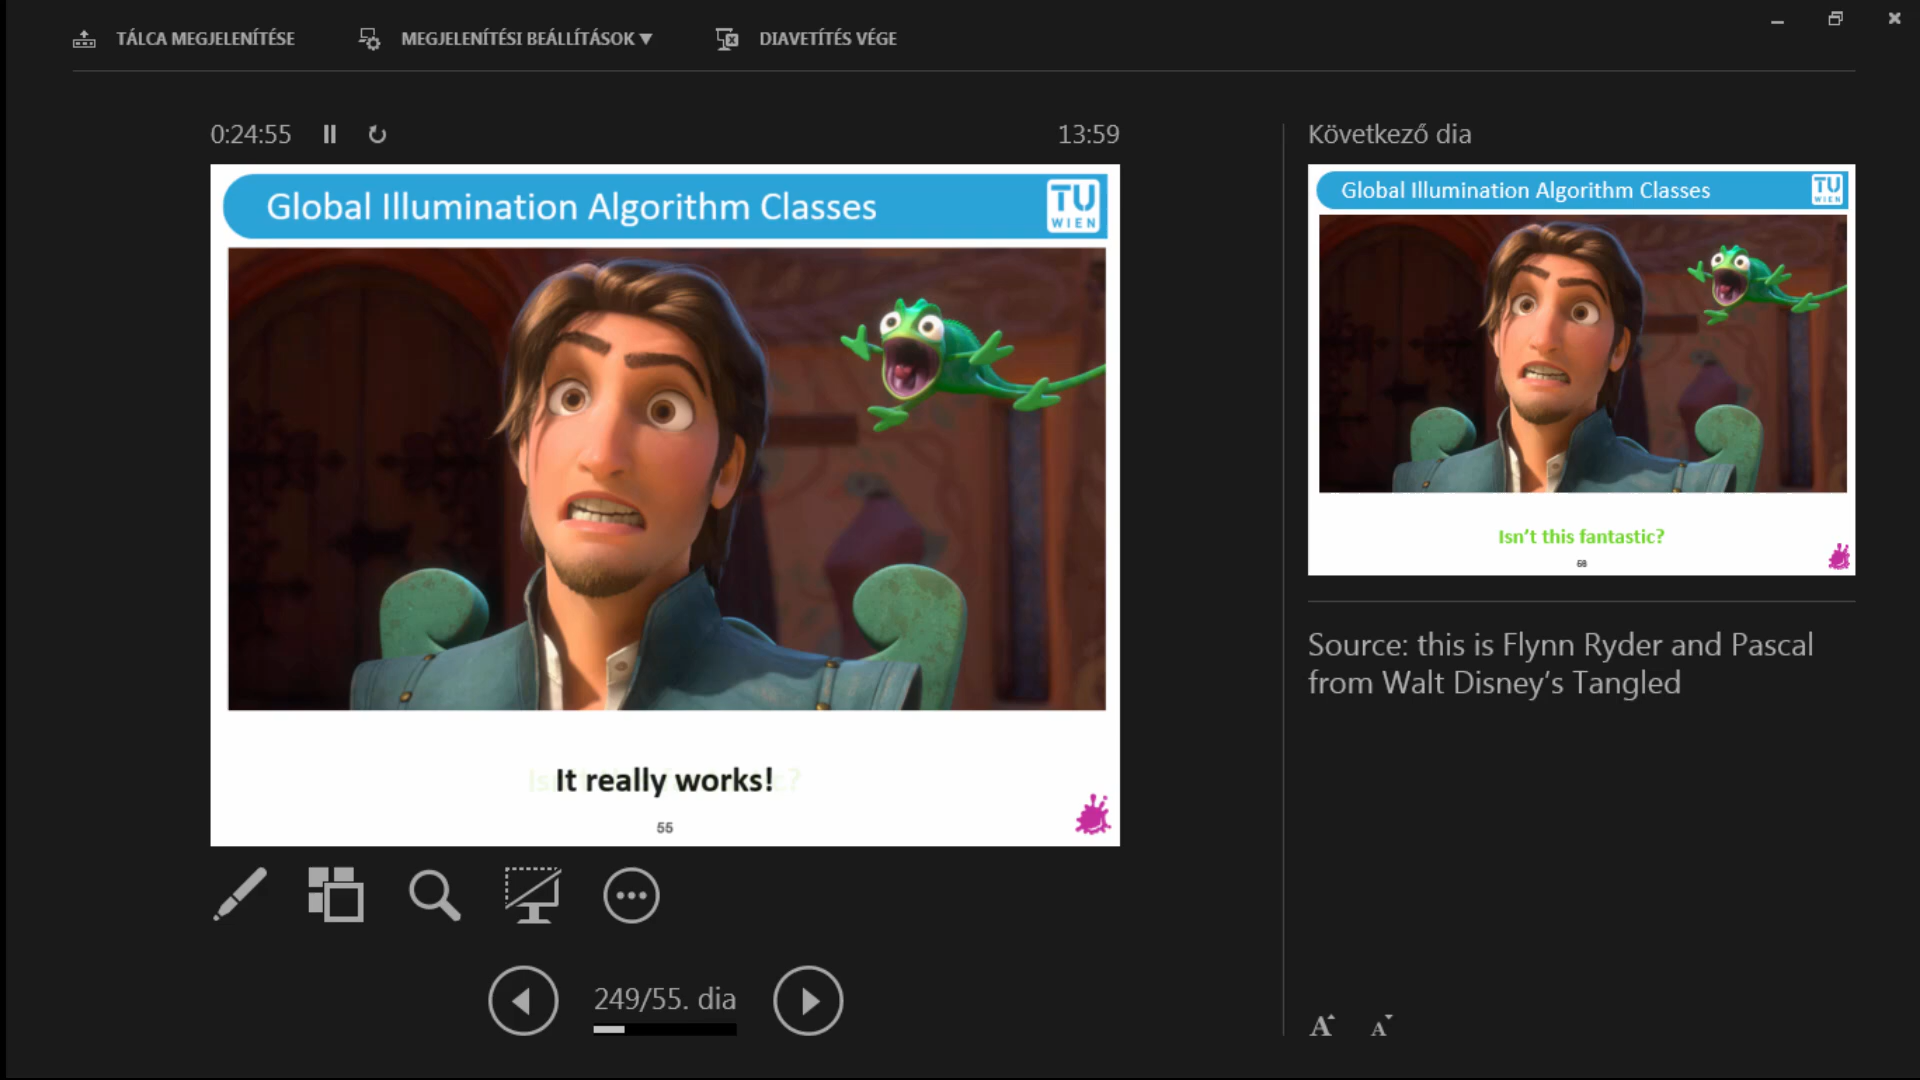 TÁLCA MEGJELENÍTÉSE
MEGJELENÍTÉSI BEÁLLÍTÁSOK ▼
DIAVETÍTÉS VÉGE
0:24:55
13:59
Global Illumination Algorithm Classes
TU
WIEN
It really works!
55
249/55. dia
Következő dia
Global Illumination Algorithm Classes
TU
WIEN
Isn't this fantastic?
Source: this is Flynn Ryder and Pascal
from Walt Disney's Tangled
A A